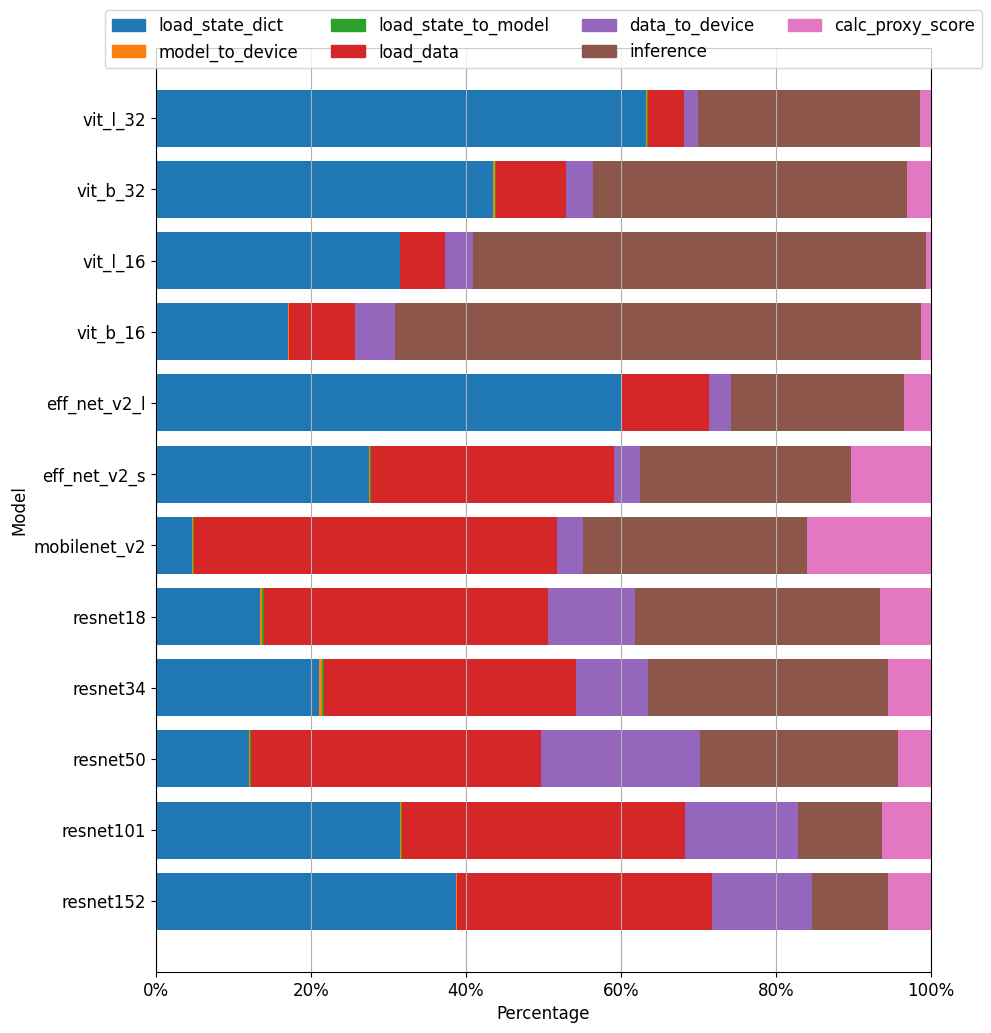 load_state_dict load_state_to_model data_to_device calc_proxy_score
model_to_device load_data inference
vit_l_32
vit_b_32
vit_l_16
vit_b_16
eff_net_v2_l
eff_net_v2_s
mobilenet_v2
resnet18
resnet34
resnet50
resnet101
resnet152
Model
0% 20% 40% 60% 80% 100%
Percentage